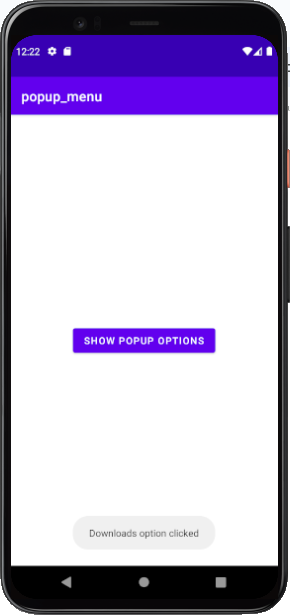 12:22
popup_menu
SHOW POPUP OPTIONS
Downloads option clicked